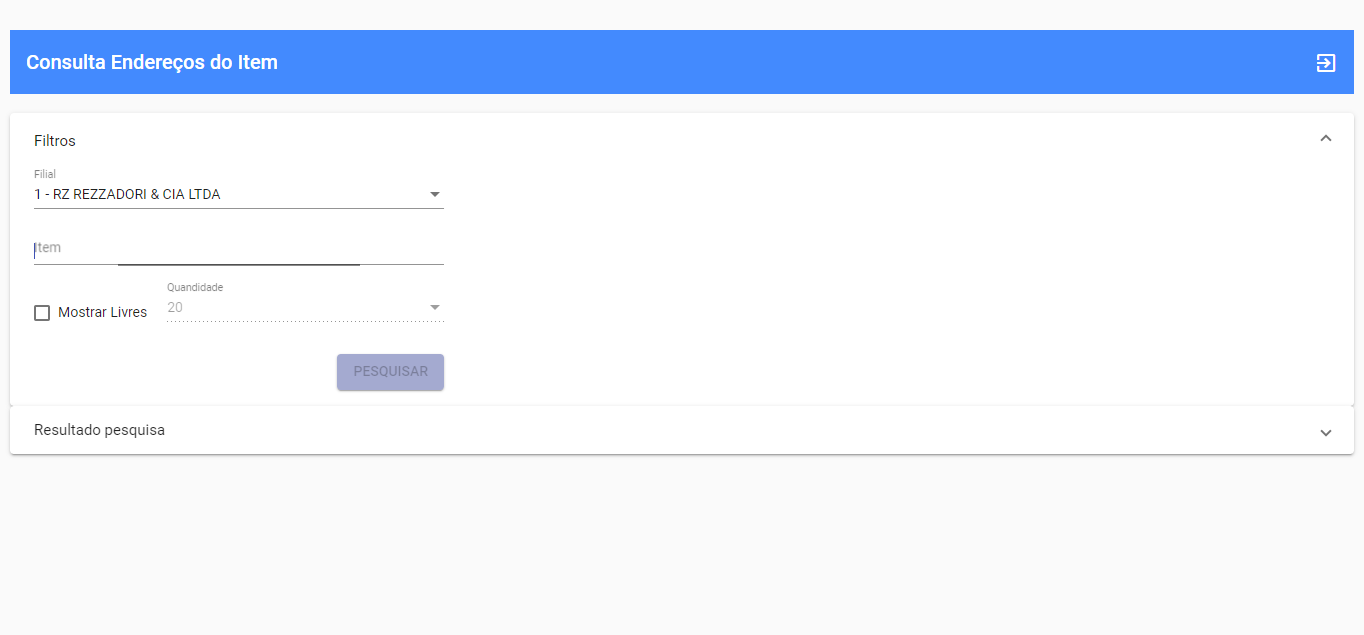 Consulta Endereços do Item
Filtros
Filial
1 - RZ REZZADORI & CIA LTDA
Item
Quandidade
Mostrar Livres
20
PESQUISAR
Resultado pesquisa